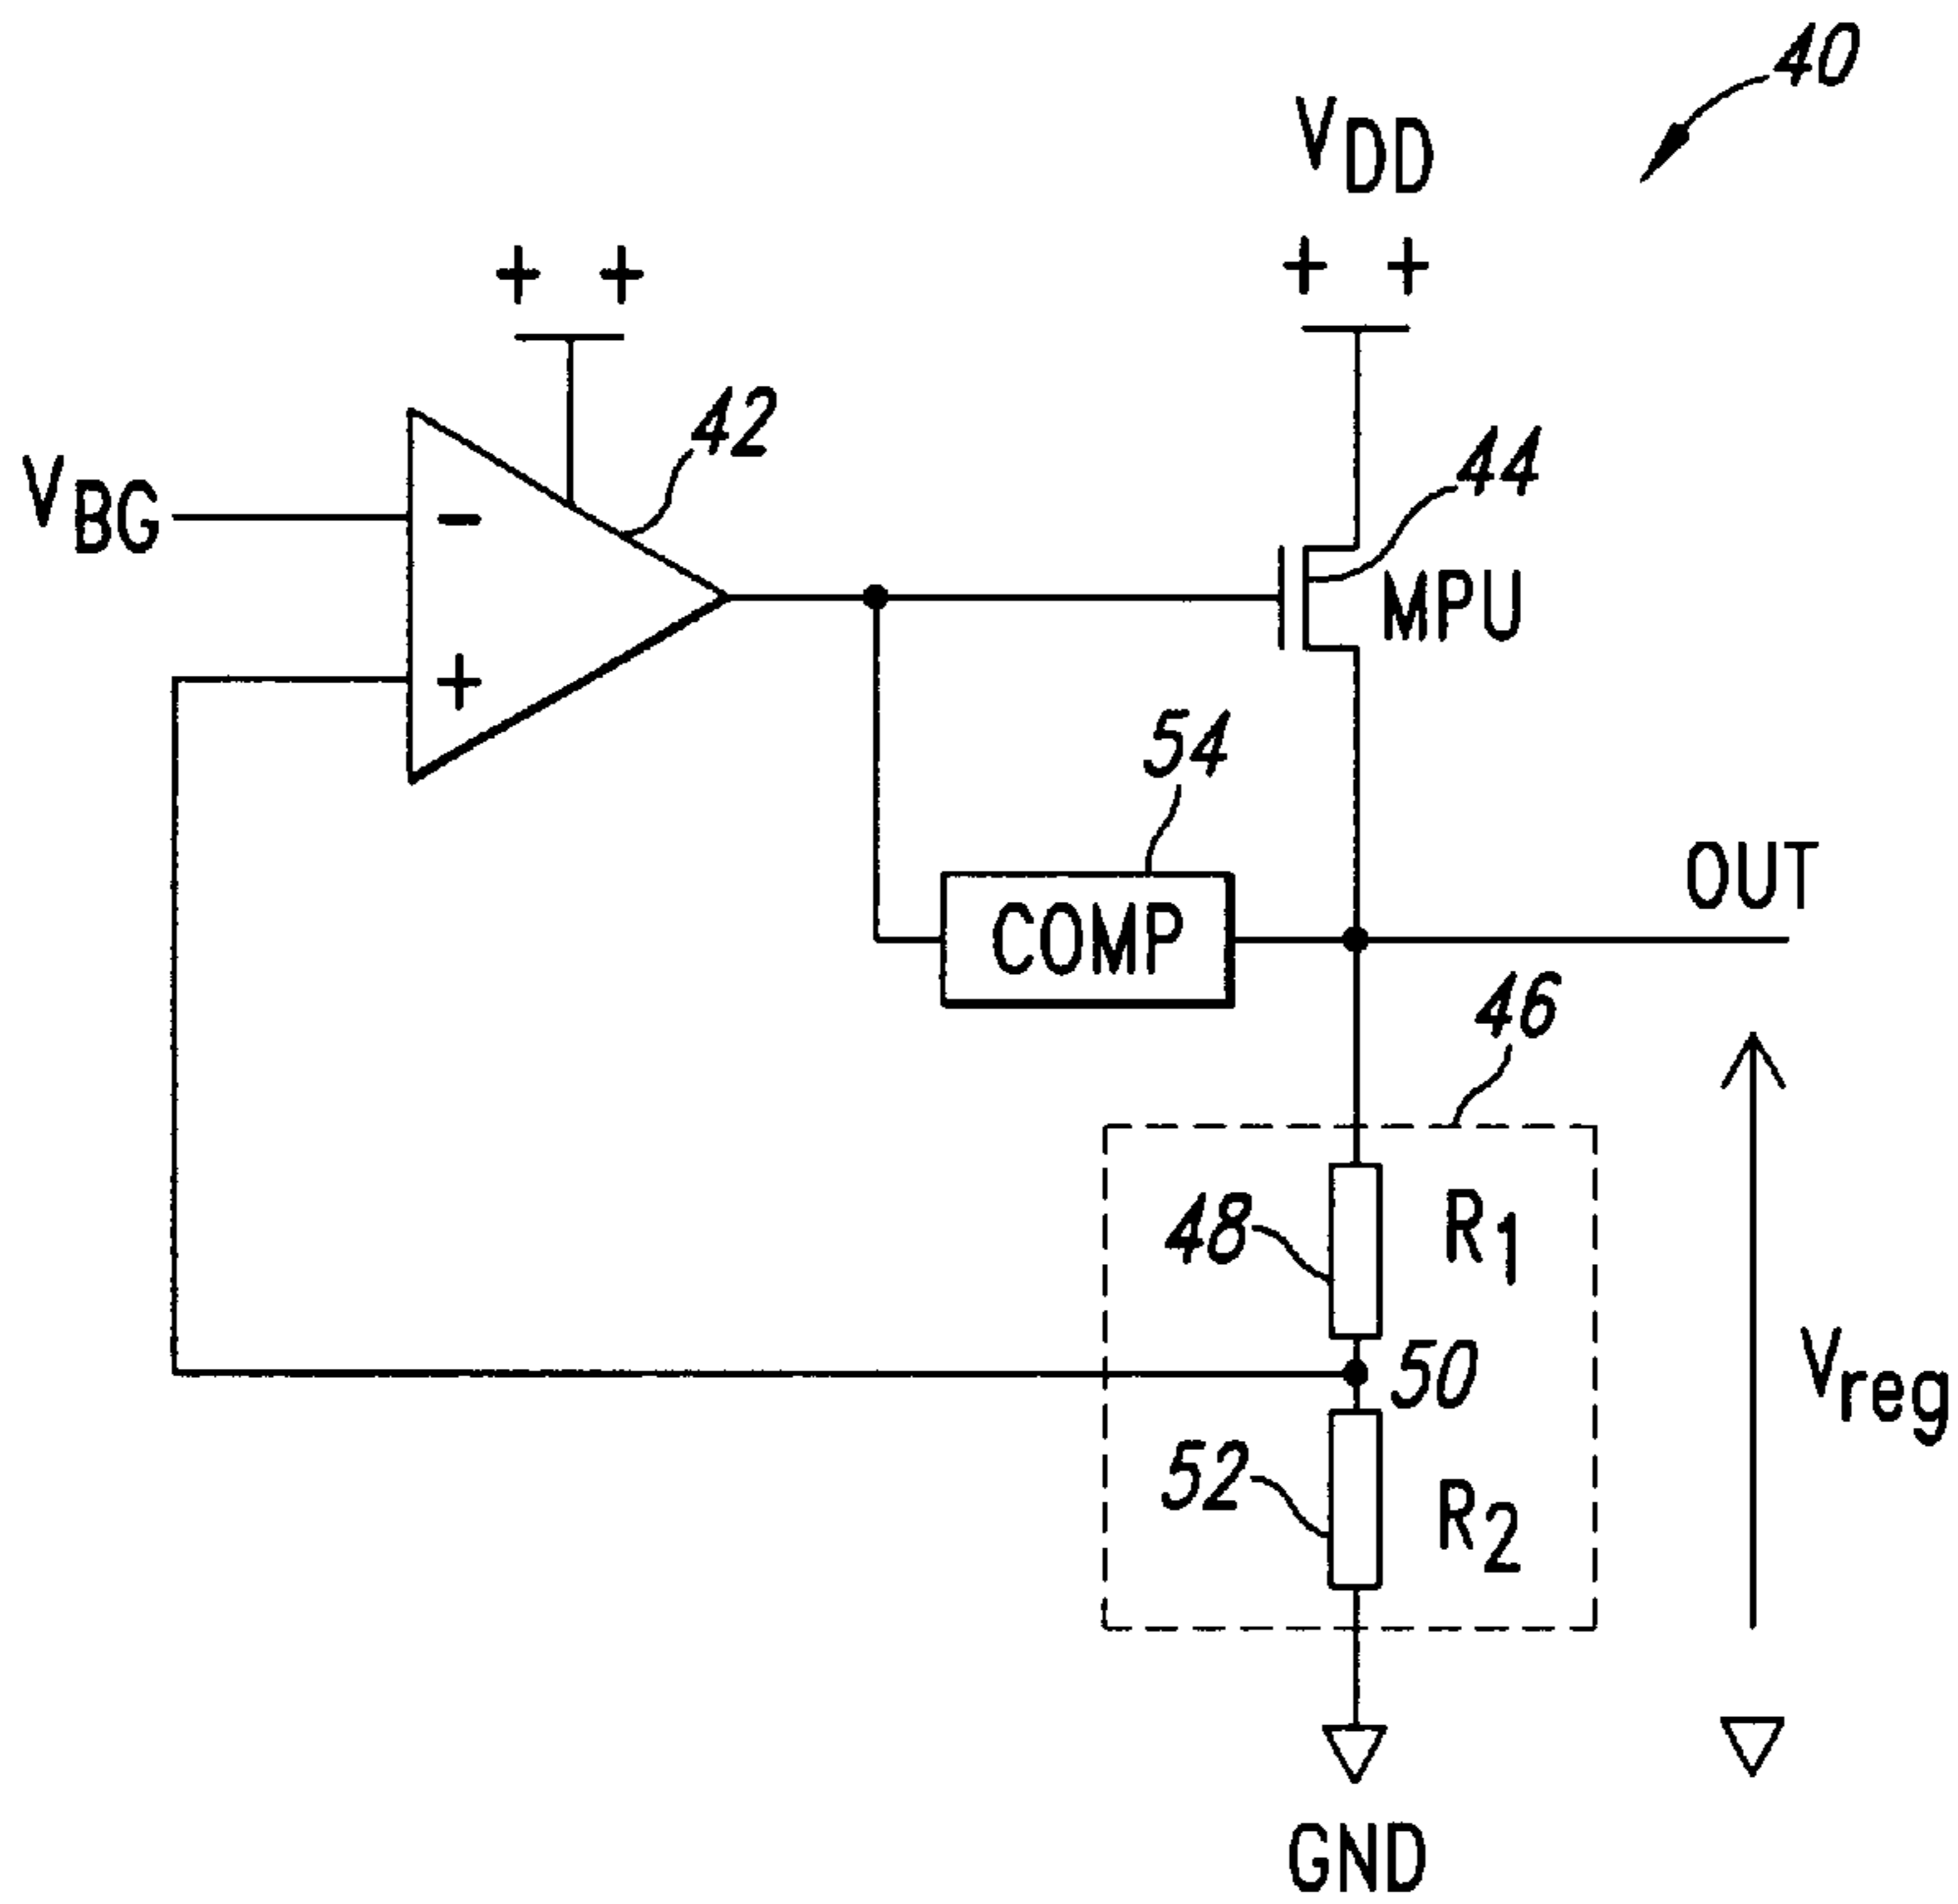 40
VDD
+ +
+ +
42
VBG
-
44
MPU
+
54
COMP
OUT
46
48
R1
50
Vreg
52
R2
GND